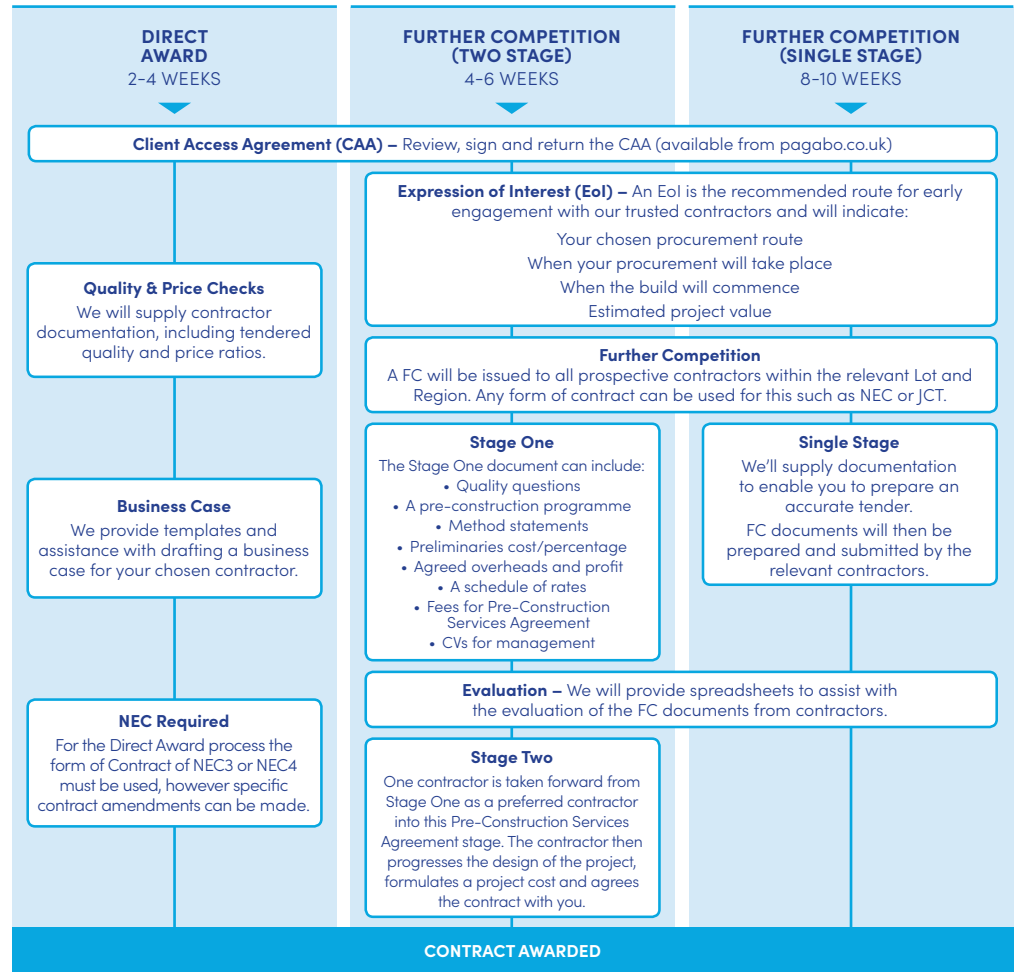 DIRECT
AWARD
2-4 WEEKS
FURTHER COMPETITION
(TWO STAGE)
4-6 WEEKS
FURTHER COMPETITION
(SINGLE STAGE)
8-10 WEEKS
Client Access Agreement (CAA) – Review, sign and return the CAA (available from pagabo.co.uk)
Expression of Interest (EoI) – An EoI is the recommended route for early
engagement with our trusted contractors and will indicate:
Your chosen procurement route
When your procurement will take place
When the build will commence
Estimated project value
Quality & Price Checks
We will supply contractor
documentation, including tendered
quality and price ratios.
Further Competition
A FC will be issued to all prospective contractors within the relevant Lot and
Region. Any form of contract can be used for this such as NEC or JCT.
Stage One
The Stage One document can include:
• Quality questions
• A pre-construction programme
• Method statements
• Preliminaries cost/percentage
• Agreed overheads and profit
• A schedule of rates
• Fees for Pre-Construction
Services Agreement
• CVs for management
Single Stage
We'll supply documentation
to enable you to prepare an
accurate tender.
FC documents will then be
prepared and submitted by the
relevant contractors.
Business Case
We provide templates and
assistance with drafting a business
case for your chosen contractor.
Evaluation – We will provide spreadsheets to assist with
the evaluation of the FC documents from contractors.
NEC Required
For the Direct Award process the
form of Contract of NEC3 or NEC4
must be used, however specific
contract amendments can be made.
Stage Two
One contractor is taken forward from
Stage One as a preferred contractor
into this Pre-Construction Services
Agreement stage. The contractor then
progresses the design of the project,
formulates a project cost and agrees
the contract with you.
CONTRACT AWARDED